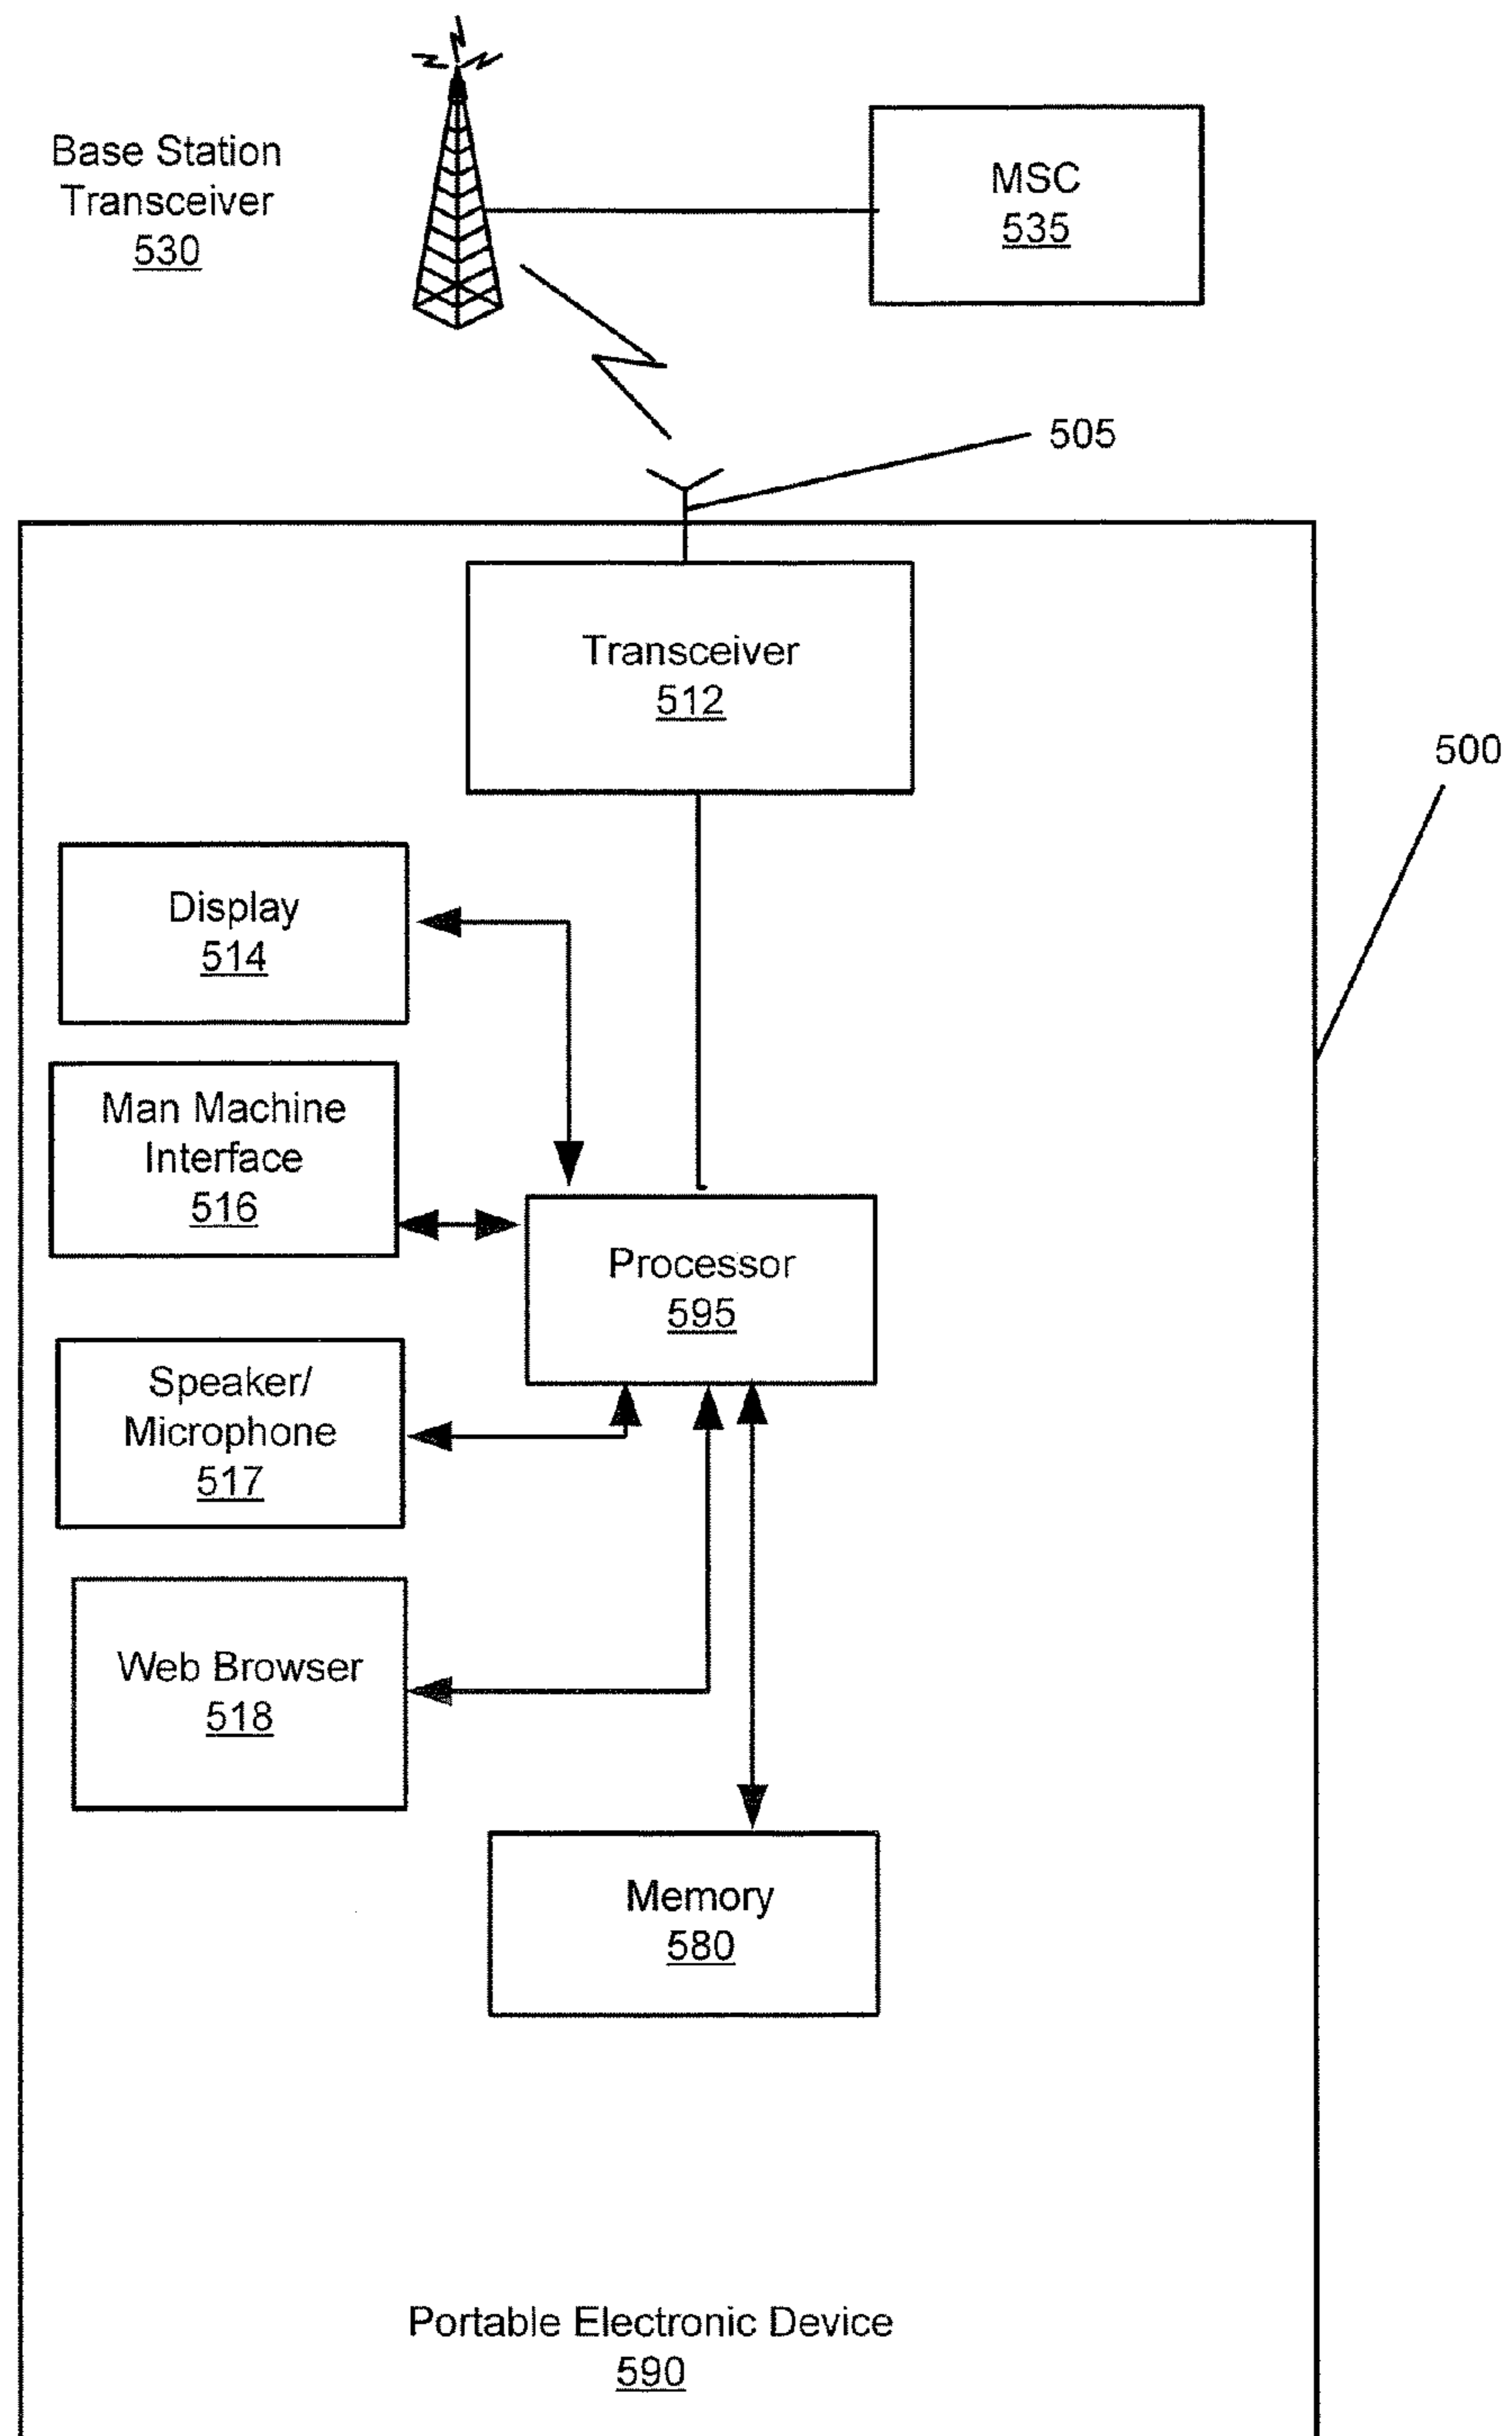 Base Station
Transceiver
530
MSC
535
505
Transceiver
512
500
Display
514
Man Machine
Interface
516
Processor
595
Speaker/
Microphone
517
Web Browser
518
Memory
580
Portable Electronic Device
590